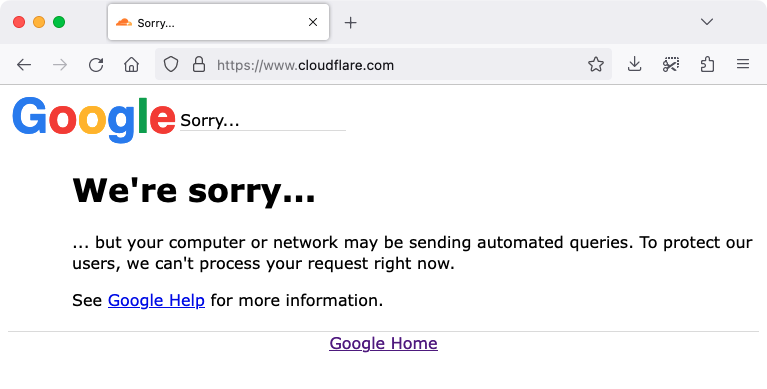 Sorry...
https://www.cloudflare.com
Google Sorry...
We're sorry...
... but your computer or network may be sending automated queries. To protect our
users, we can't process your request right now.
See Google Help for more information.
Google Home